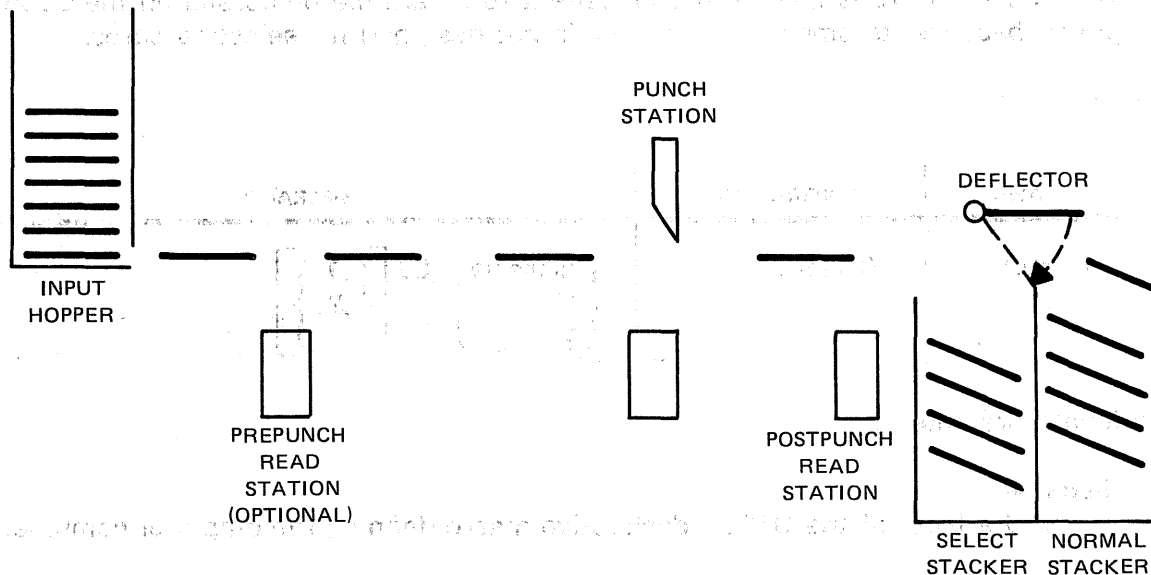 PUNCH
STATION
DEFLECTOR
INPUT
HOPPER
PREPUNCH
READ
STATION
(OPTIONAL)
POSTPUNCH
READ
STATION
SELECT
STACKER
NORMAL
STACKER